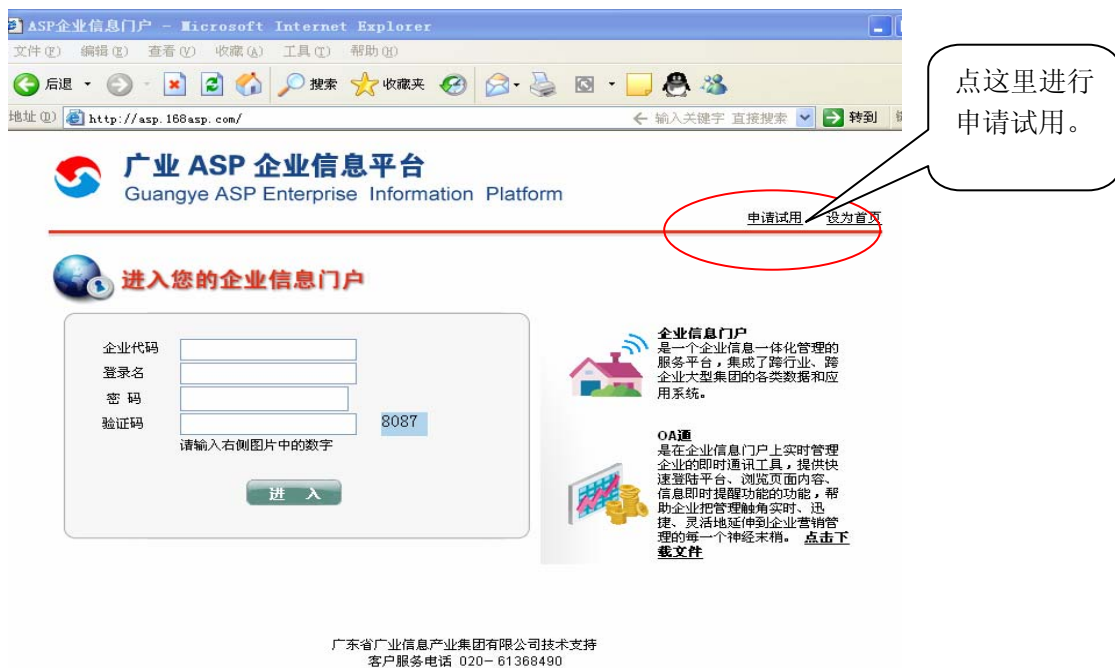 ASP企业信息门户 - Microsoft Internet Explorer
文件(F) 编辑(E) 查看(V) 收藏(A) 工具(T) 帮助(H)
后退 搜索 收藏夹
地址(D) http://asp.168asp.com/ 输入关键字 直接搜索 转到
点这里进行
申请试用。
广业 ASP 企业信息平台
Guangye ASP Enterprise Information Platform
申请试用 设为首页
进入您的企业信息门户
企业代码
登录名
密 码
验证码 8087
请输入右侧图片中的数字
进 入
企业信息门户
是一个企业信息一体化管理的
服务平台，集成了跨行业、跨
企业大型集团的各类数据和应
用系统。
OA通
是在企业信息门户上实时管理
企业的即时通讯工具，提供快
速登陆平台、浏览页面内容、
信息即时提醒功能的功能，帮
助企业把管理触角实时、迅
捷、灵活地延伸到企业营销管
理的每一个神经末梢。 点击下
载文件
广东省广业信息产业集团有限公司技术支持
客户服务电话 020-61368490